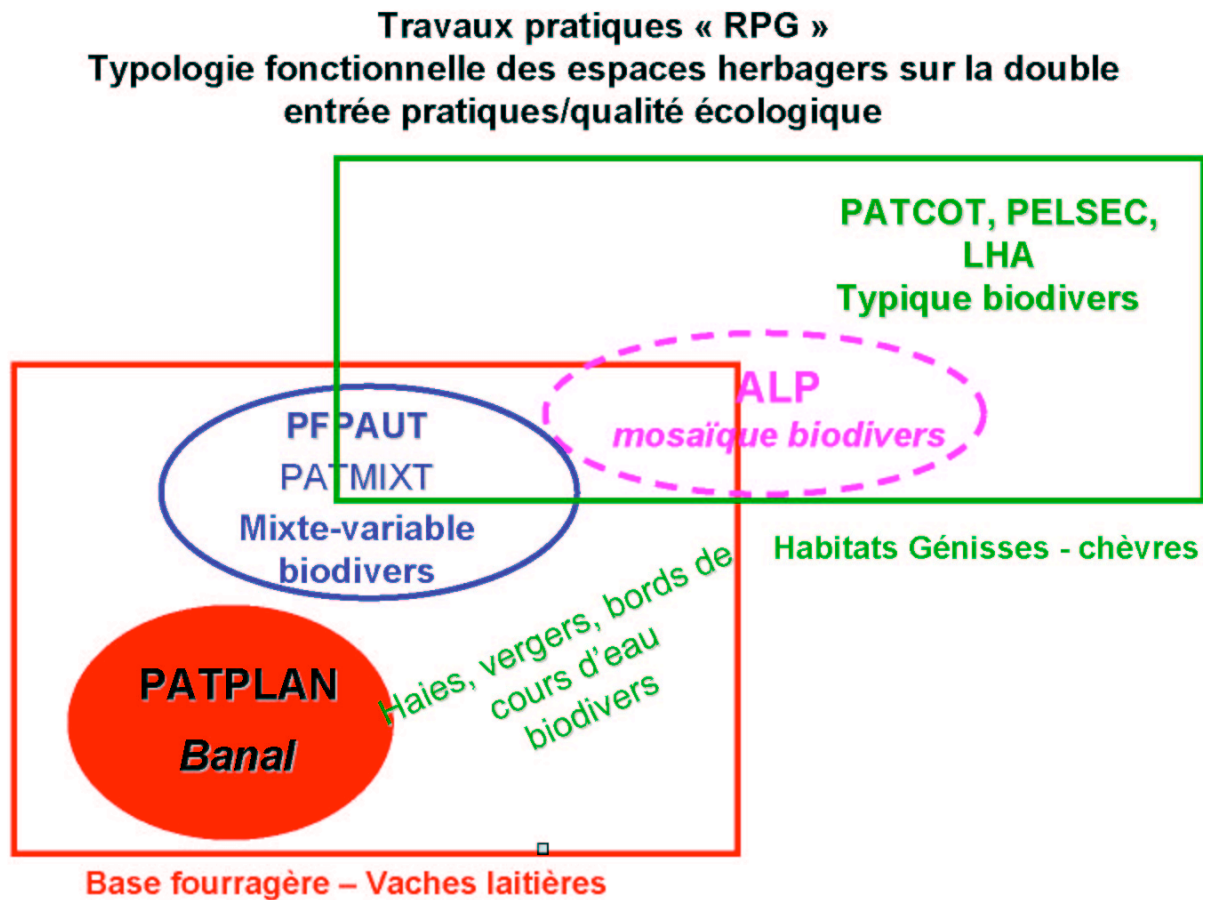 Travaux pratiques « RPG »
Typologie fonctionnelle des espaces herbagers sur la double
entrée pratiques/qualité écologique
PATCOT, PELSEC,
LHA
Typique biodivers
ALP
mosaïque biodivers
PFPAUT
PATMIXT
Mixte-variable
biodivers
Habitats Génisses - chèvres
Haies, vergers, bords de
cours d'eau
biodivers
PATPLAN
Banal
Base fourragère – Vaches laitières